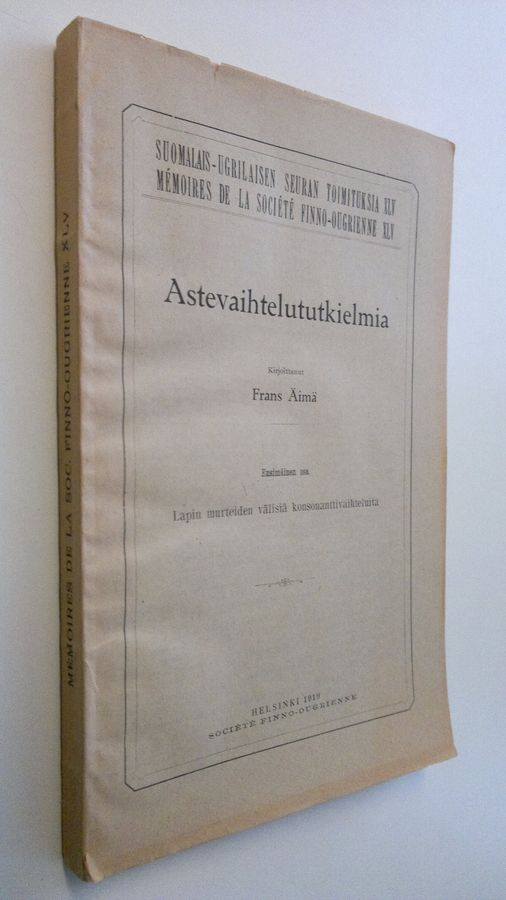 SUOMALAIS-UGRILAISEN SEURAN TOIMITUKSIA XLV
MÉMOIRES DE LA SOCIÉTÉ FINNO-OUGRIENNE XLV
Astevaihtelututkielmia
Kirjoittanut
Frans Äimä
Ensimäinen osa
Lapin murteiden välisiä konsonanttivaihteluita
HELSINKI 1919
SOCIÉTÉ FINNO-OUGRIENNE
MÉMOIRES DE LA SOC. FINNO-OUGRIENNE XLV